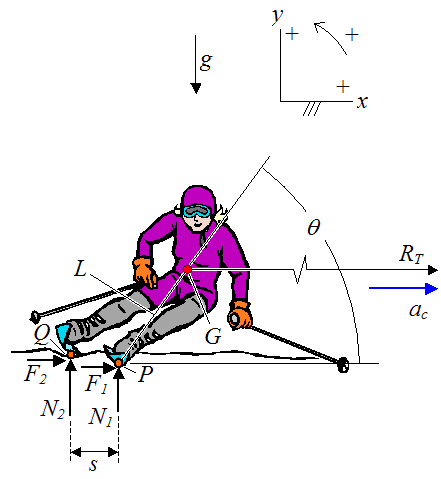 y
+
+
g
+
x
θ
L
R_T
a_c
Q
G
F_2
F_1
P
N_2
N_1
s